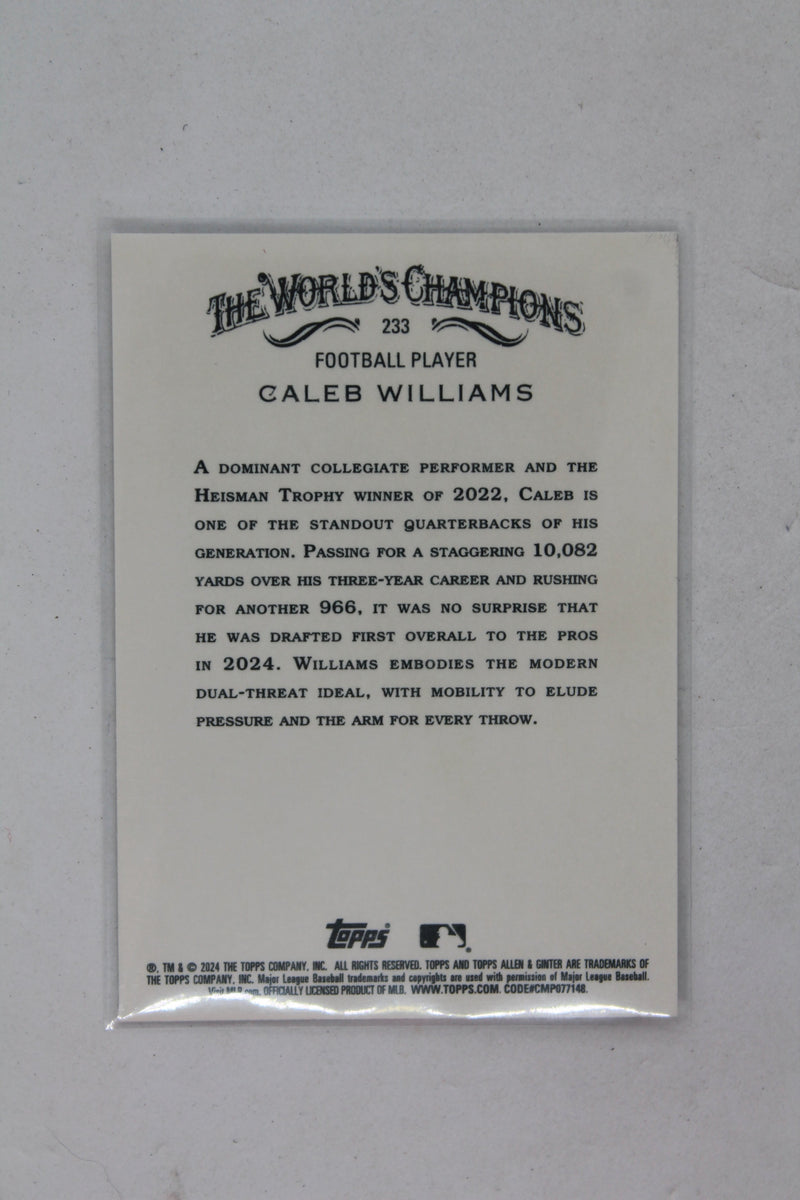 THE WORLD'S CHAMPIONS
233
FOOTBALL PLAYER
CALEB WILLIAMS
A DOMINANT COLLEGIATE PERFORMER AND THE
HEISMAN TROPHY WINNER OF 2022, CALEB IS
ONE OF THE STANDOUT QUARTERBACKS OF HIS
GENERATION. PASSING FOR A STAGGERING 10,082
YARDS OVER HIS THREE-YEAR CAREER AND RUSHING
FOR ANOTHER 966, IT WAS NO SURPRISE THAT
HE WAS DRAFTED FIRST OVERALL TO THE PROS
IN 2024. WILLIAMS EMBODIES THE MODERN
DUAL-THREAT IDEAL, WITH MOBILITY TO ELUDE
PRESSURE AND THE ARM FOR EVERY THROW.
Topps®
®, TM & © 2024 THE TOPPS COMPANY, INC. ALL RIGHTS RESERVED. TOPPS AND TOPPS ALLEN & GINTER ARE TRADEMARKS OF
THE TOPPS COMPANY, INC. Major League Baseball trademarks and copyrights are used with permission of Major League Baseball.
Visit MLB.com. OFFICIALLY LICENSED PRODUCT OF MLB. WWW.TOPPS.COM. CODE#CMP077148.